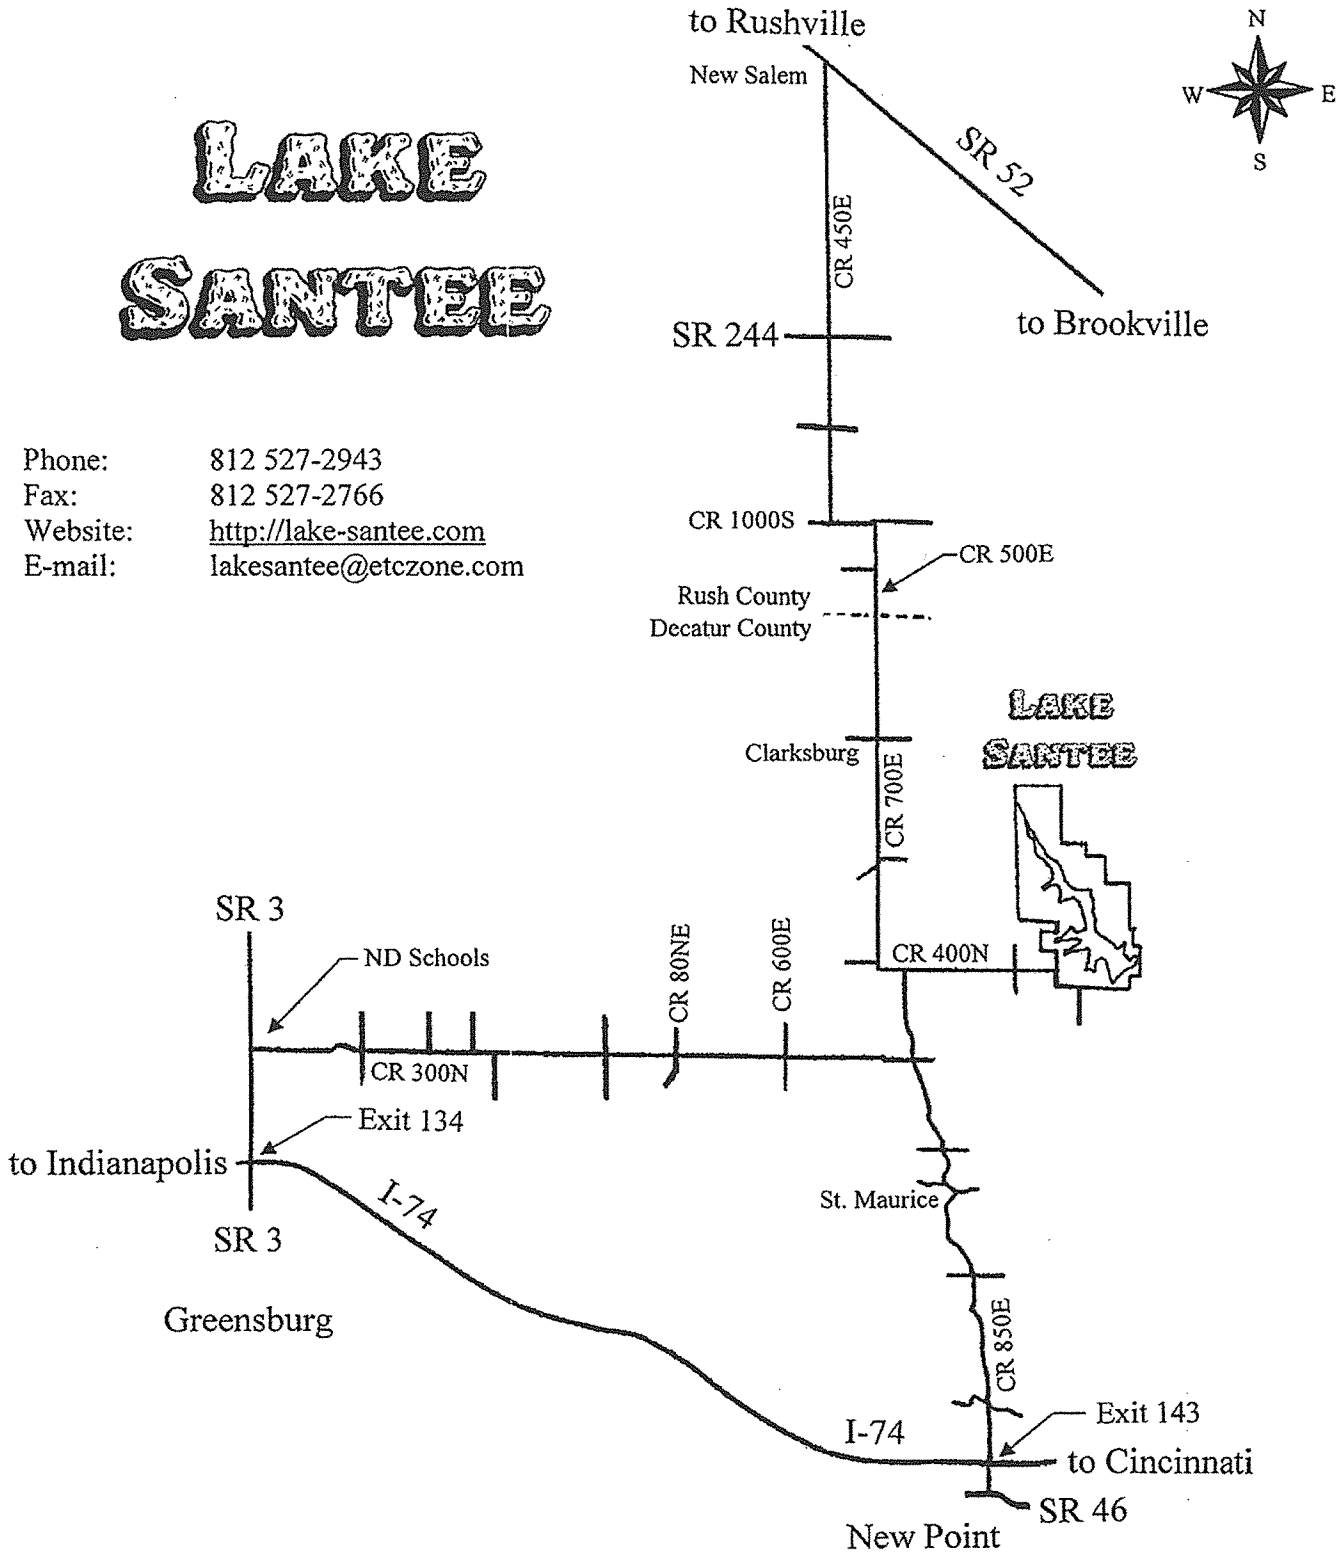 to Rushville
New Salem
N
W
E
S
LAKE
SANTEE
SR 52
CR 450E
SR 244
to Brookville
Phone: 812 527-2943
Fax: 812 527-2766
Website: http://lake-santee.com
E-mail: lakesantee@etczone.com
CR 1000S
CR 500E
Rush County
Decatur County
LAKE
SANTEE
Clarksburg
CR 700E
SR 3
ND Schools
CR 80NE
CR 600E
CR 400N
CR 300N
Exit 134
to Indianapolis
I-74
St. Maurice
SR 3
Greensburg
CR 850E
Exit 143
I-74
to Cincinnati
SR 46
New Point